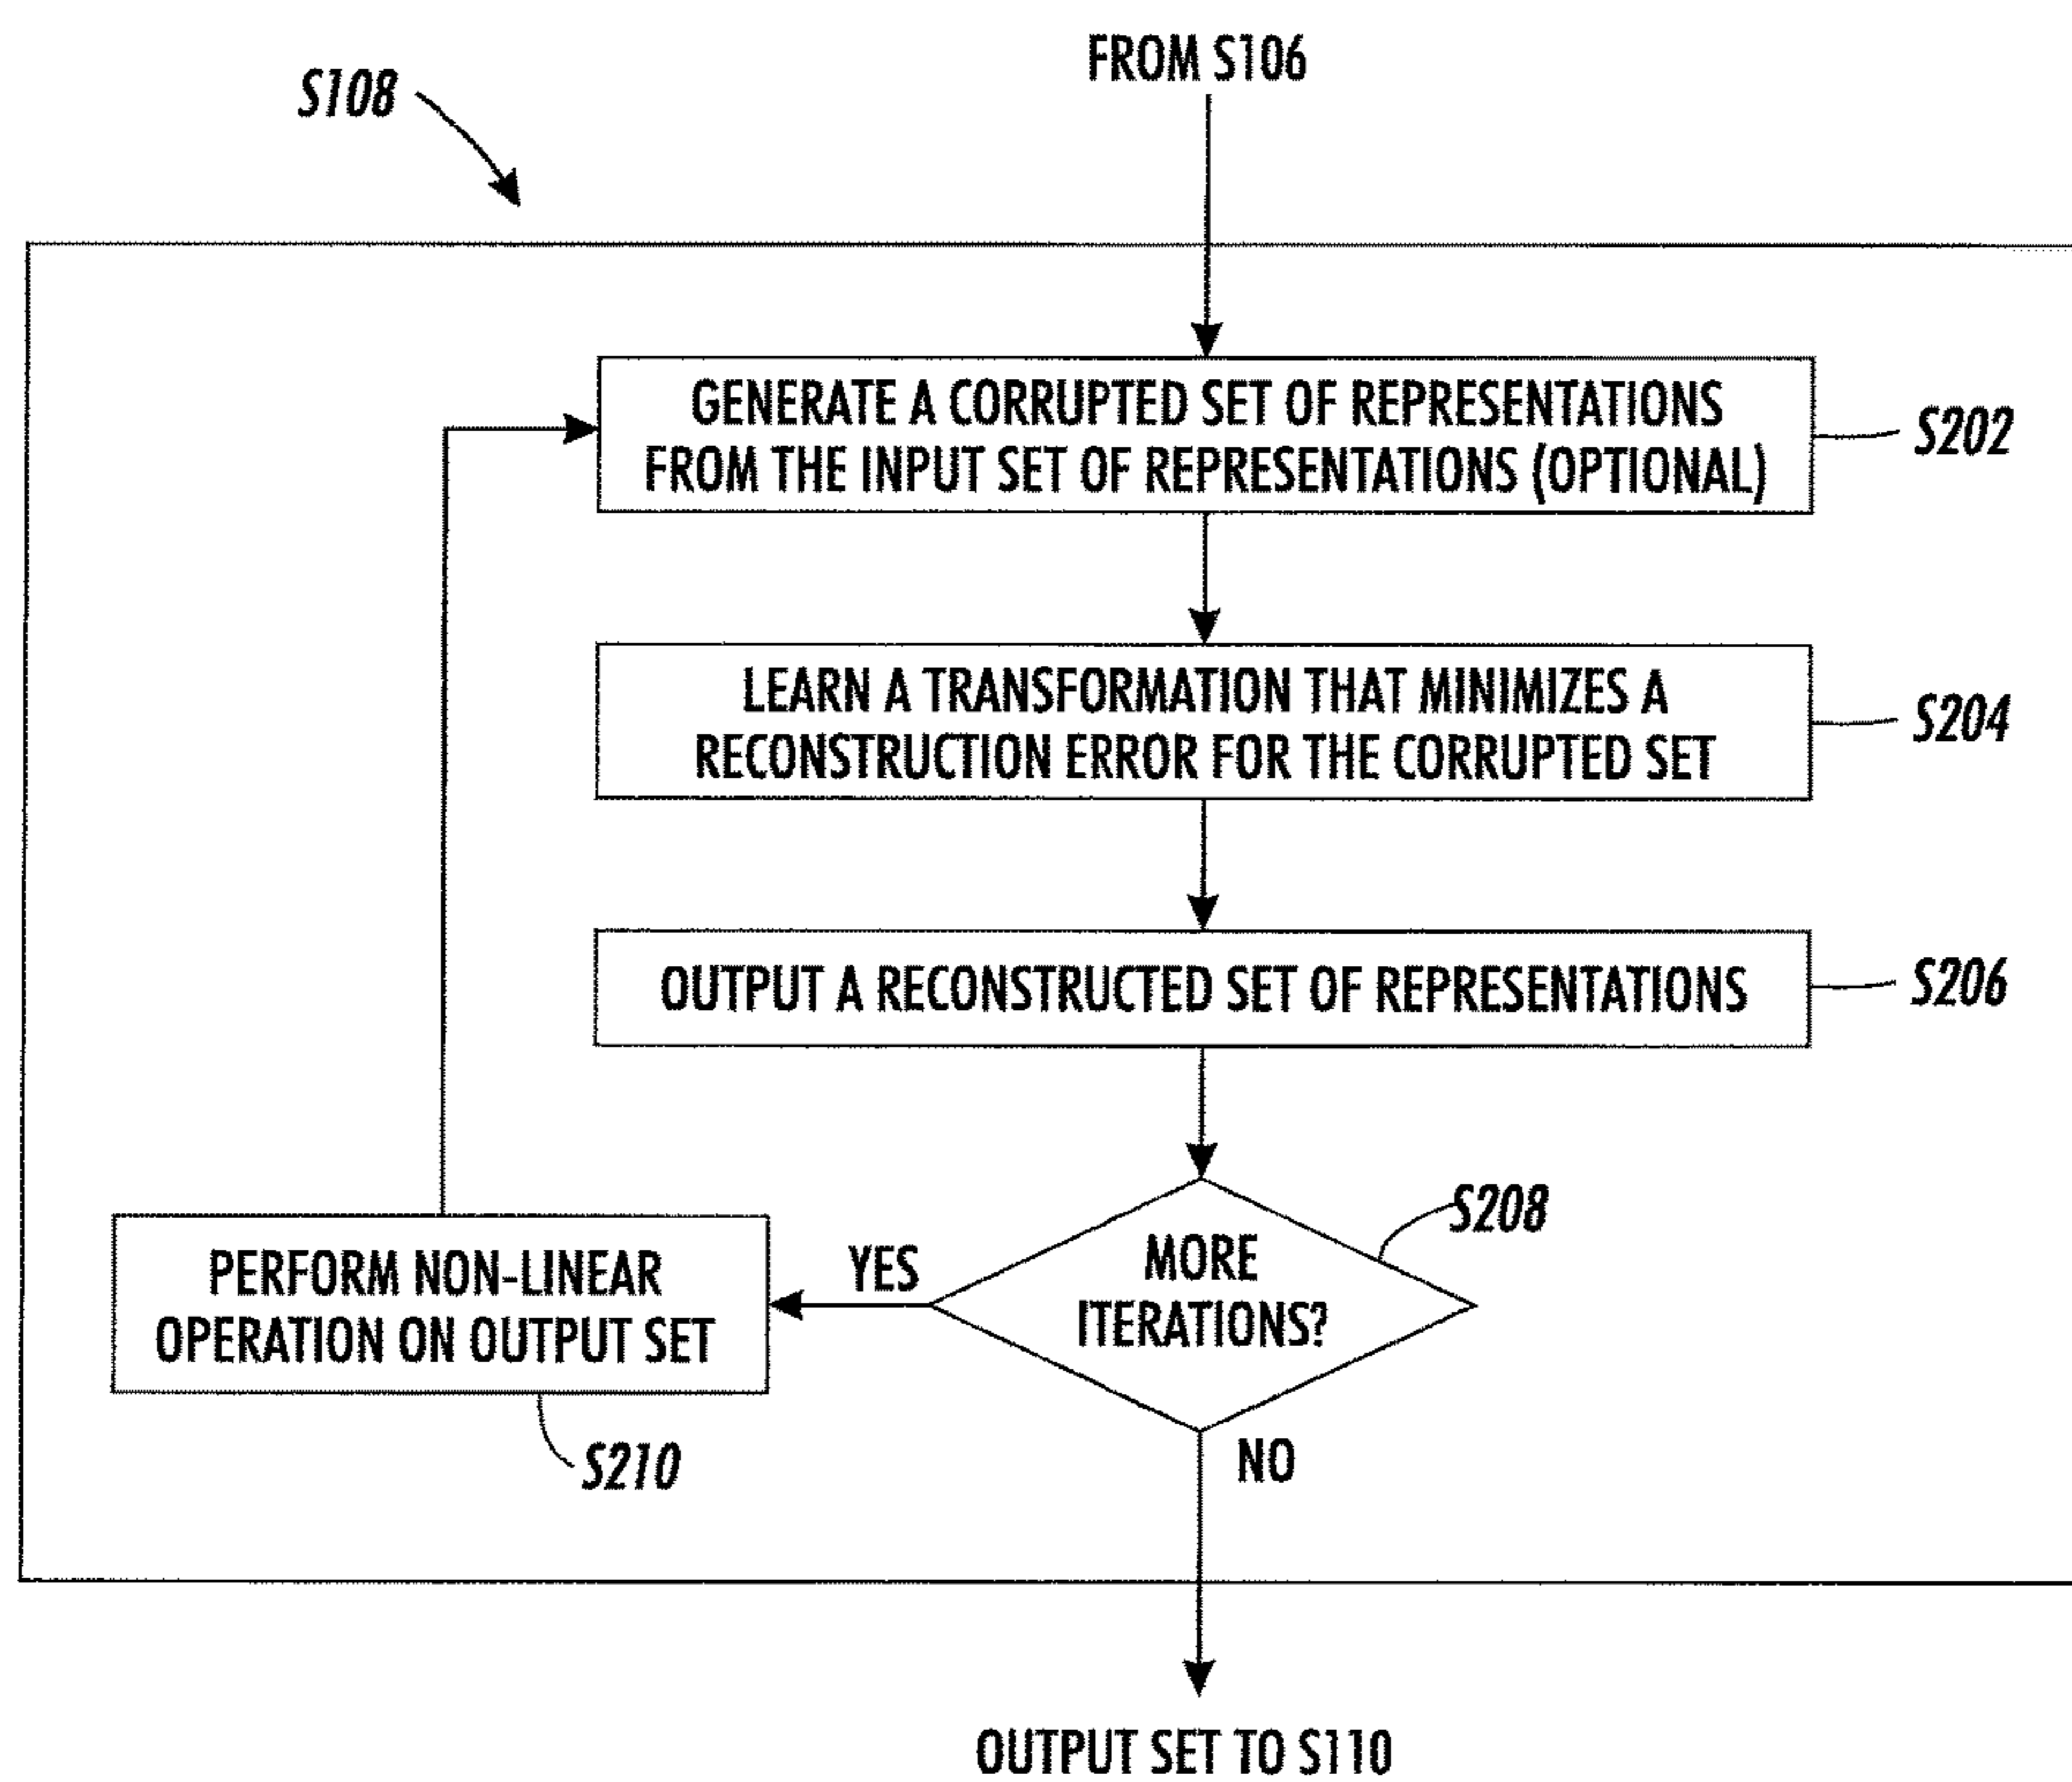 FROM S106
S108
GENERATE A CORRUPTED SET OF REPRESENTATIONS
FROM THE INPUT SET OF REPRESENTATIONS (OPTIONAL)
S202
LEARN A TRANSFORMATION THAT MINIMIZES A
RECONSTRUCTION ERROR FOR THE CORRUPTED SET
S204
OUTPUT A RECONSTRUCTED SET OF REPRESENTATIONS
S206
S208
MORE
ITERATIONS?
YES
PERFORM NON-LINEAR
OPERATION ON OUTPUT SET
S210
NO
OUTPUT SET TO S110